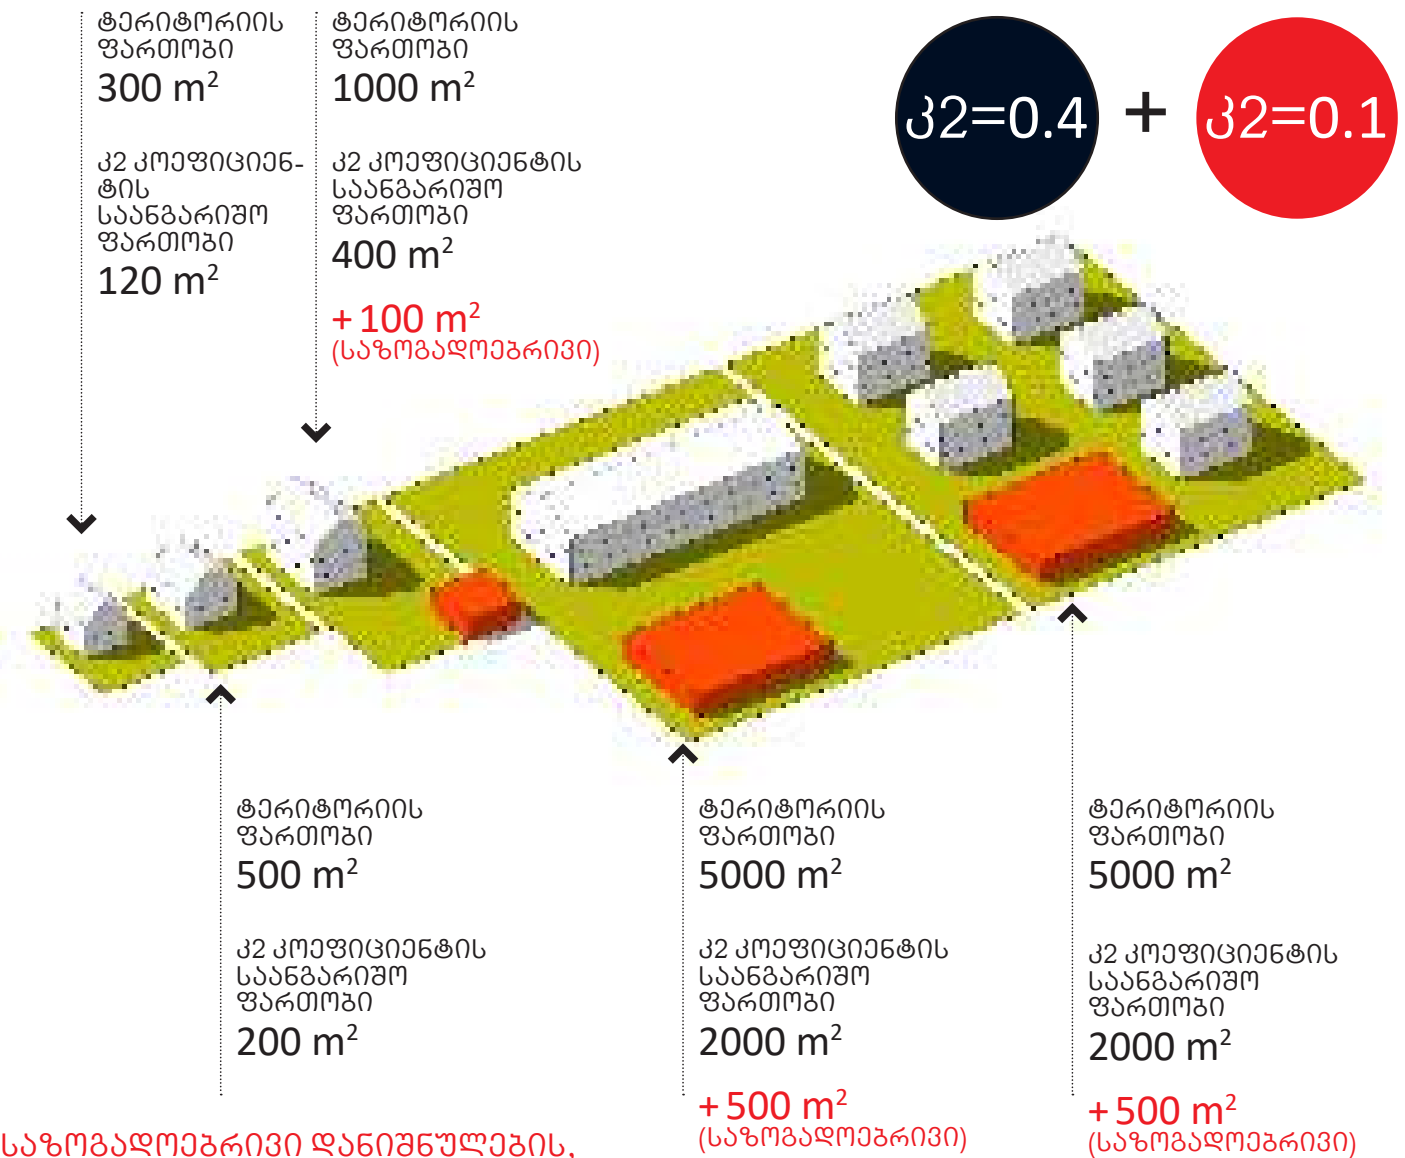 ტერიტორიის
ფართობი
300 m²
კ2 კოეფიციენ-
ტის
საანგარიშო
ფართობი
120 m²
ტერიტორიის
ფართობი
1000 m²
კ2 კოეფიციენტის
საანგარიშო
ფართობი
400 m²
+100 m²
(საზოგადოებრივი)
კ2=0.4 + კ2=0.1
ტერიტორიის
ფართობი
500 m²
კ2 კოეფიციენტის
საანგარიშო
ფართობი
200 m²
ტერიტორიის
ფართობი
5000 m²
კ2 კოეფიციენტის
საანგარიშო
ფართობი
2000 m²
+500 m²
(საზოგადოებრივი)
ტერიტორიის
ფართობი
5000 m²
კ2 კოეფიციენტის
საანგარიშო
ფართობი
2000 m²
+500 m²
(საზოგადოებრივი)
საზოგადოებრივი დანიშნულების,